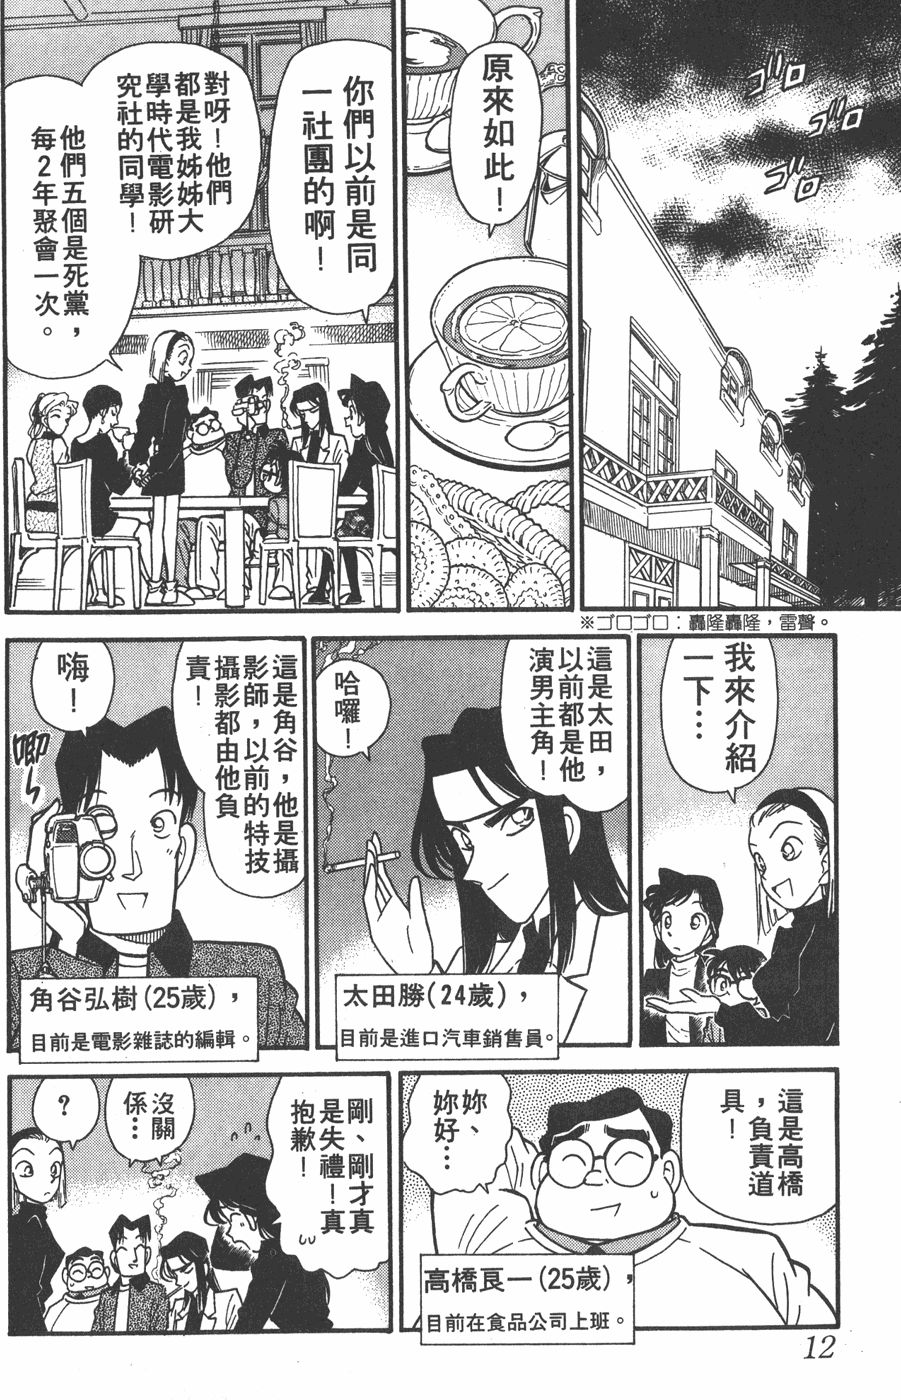 ゴロ
ゴロ
ゴロ
※ゴロゴロ：轟隆轟隆，雷聲。
原來如此！
你們以前是同
一社團的啊！
對呀！他們
都是我姊姊大
學時代電影研
究社的同學！
他們五個是死黨，
每2年聚會一次。
我來介紹
一下…
這是太田，
以前都是他
演男主角！
哈囉！
太田勝(24歲)，
目前是進口汽車銷售員。
這是角谷，他是攝
影師，以前的特技
攝影都由他負
責！
嗨！
唧
角谷弘樹(25歲)，
目前是電影雜誌的編輯。
這是高橋
，負責道
具！
妳、
妳好…
高橋良一(25歲)，
目前在食品公司上班。
剛、剛才真
是失禮！真
抱歉！
沒關
係…
？
12